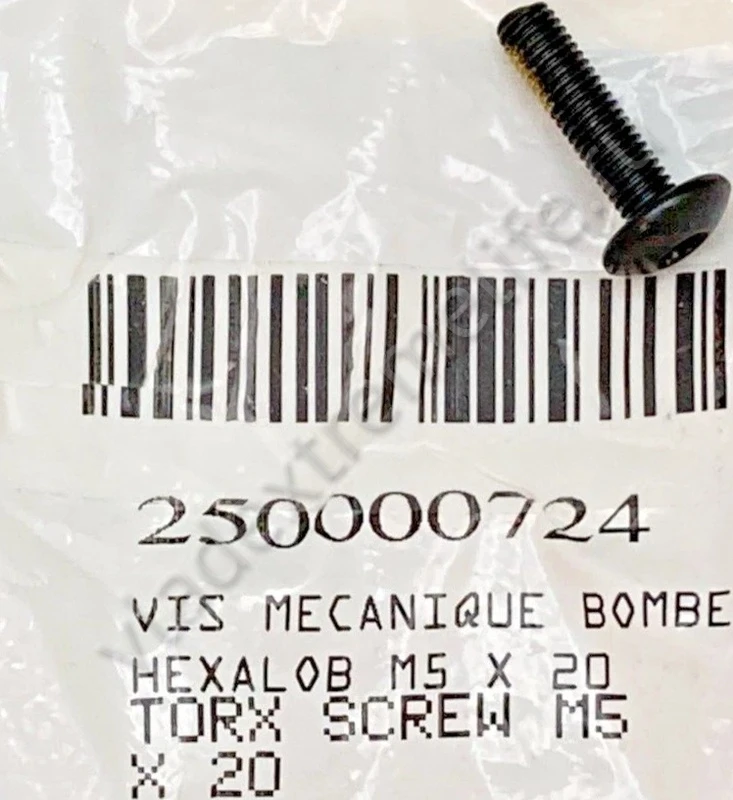 250000724
VIS MECANIQUE BOMBE
HEXALOB M5 X 20
TORX SCREW M5
X 20